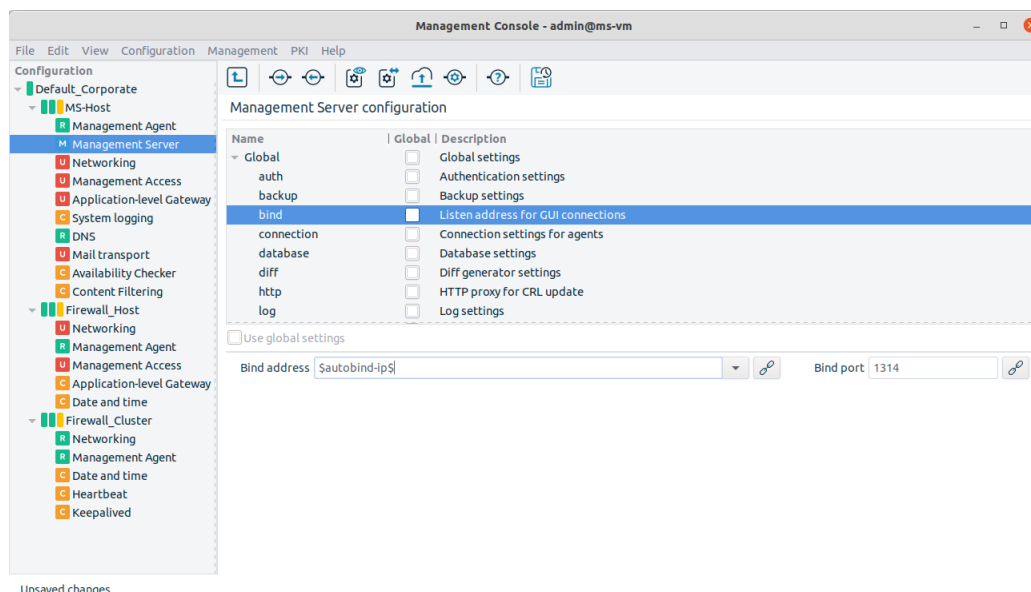 Management Console - admin@ms-vm
File Edit View Configuration Management PKI Help
Configuration
Default_Corporate
MS-Host
R Management Agent
M Management Server
U Networking
U Management Access
U Application-level Gateway
C System logging
R DNS
U Mail transport
C Availability Checker
C Content Filtering
Firewall_Host
U Networking
R Management Agent
U Management Access
C Application-level Gateway
C Date and time
Firewall_Cluster
R Networking
R Management Agent
C Date and time
C Heartbeat
C Keepalived
Management Server configuration
Name Global Description
Global Global settings
auth Authentication settings
backup Backup settings
bind Listen address for GUI connections
connection Connection settings for agents
database Database settings
diff Diff generator settings
http HTTP proxy for CRL update
log Log settings
Use global settings
Bind address $autobind-ip$ Bind port 1314
Unsaved changes